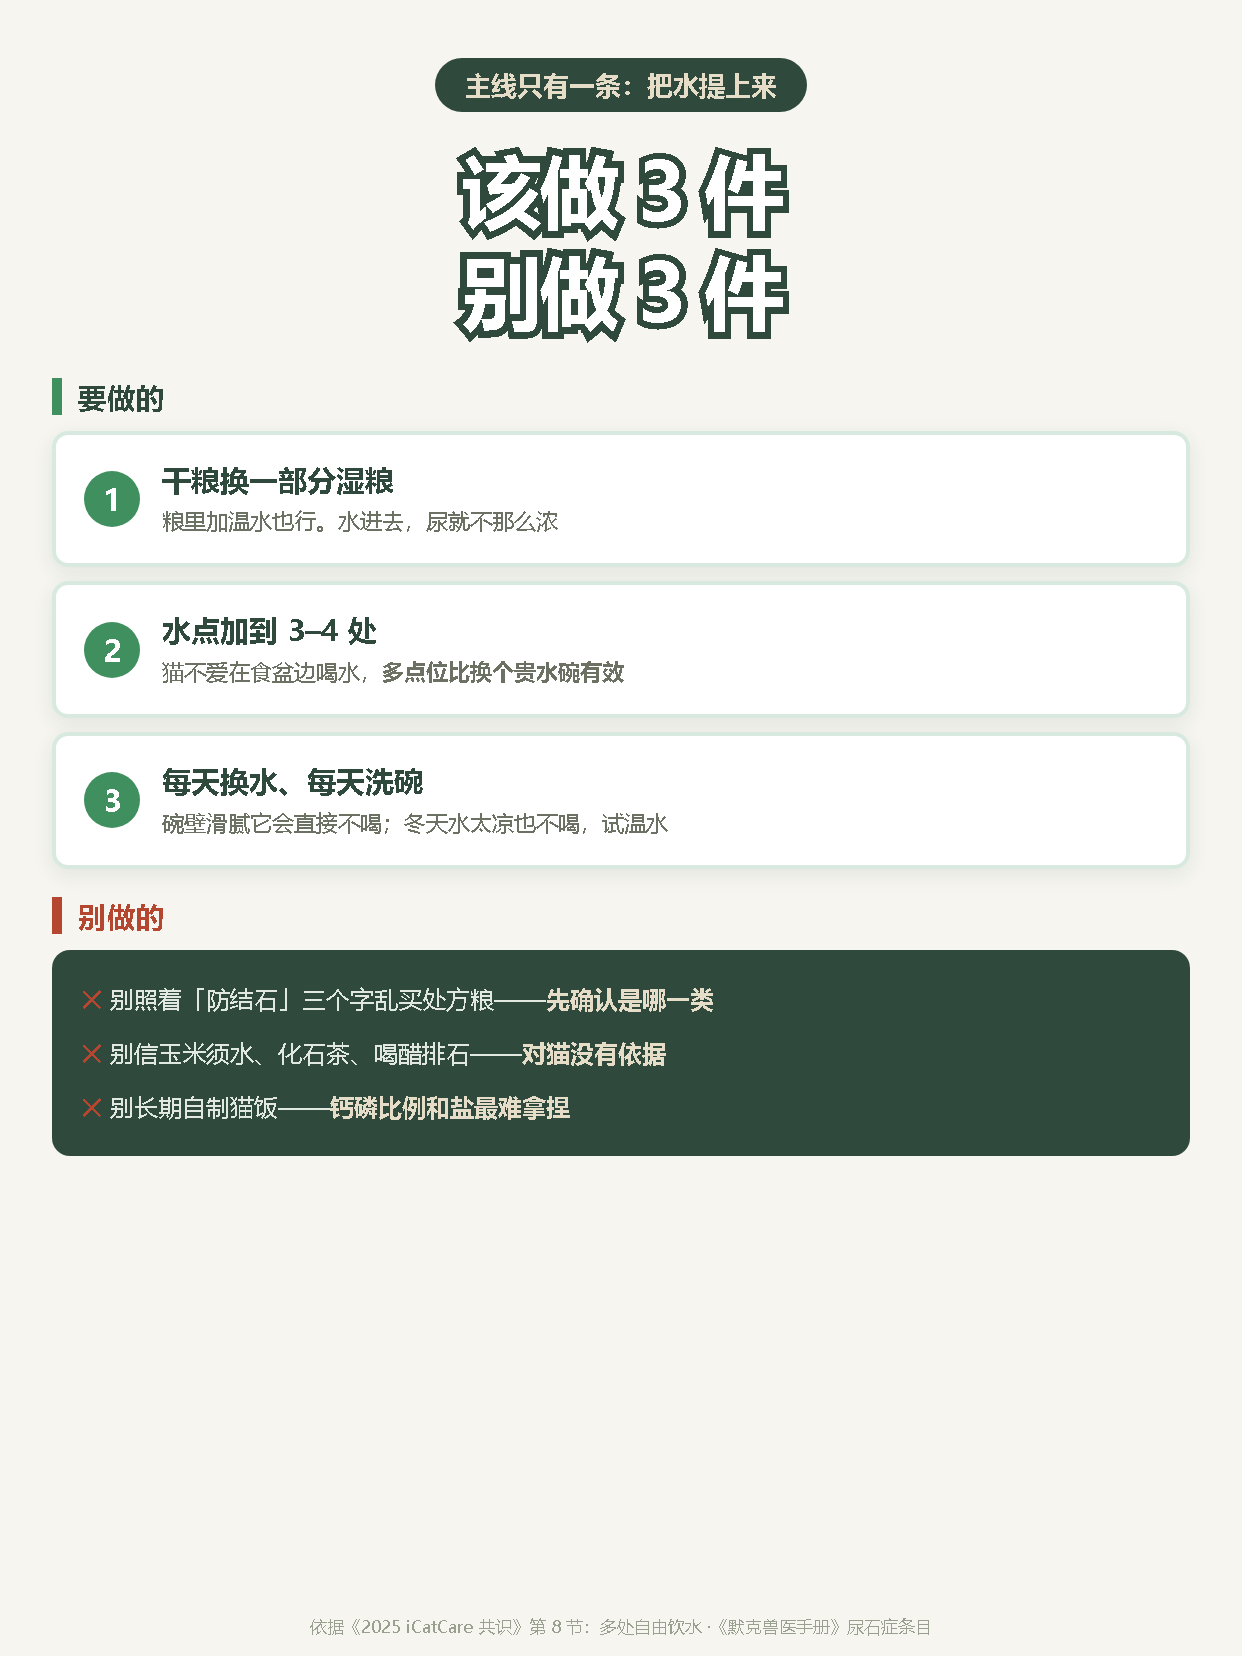 主线只有一条：把水提上来
该做 3 件
别做 3 件
要做的
1
干粮换一部分湿粮
粮里加温水也行。水进去，尿就不那么浓
2
水点加到 3–4 处
猫不爱在食盆边喝水，多点位比换个贵水碗有效
3
每天换水、每天洗碗
碗壁滑腻它会直接不喝；冬天水太凉也不喝，试温水
别做的
✕ 别照着「防结石」三个字乱买处方粮——先确认是哪一类
✕ 别信玉米须水、化石茶、喝醋排石——对猫没有依据
✕ 别长期自制猫饭——钙磷比例和盐最难拿捏
依据《2025 iCatCare 共识》第 8 节：多处自由饮水 ·《默克兽医手册》尿石症条目